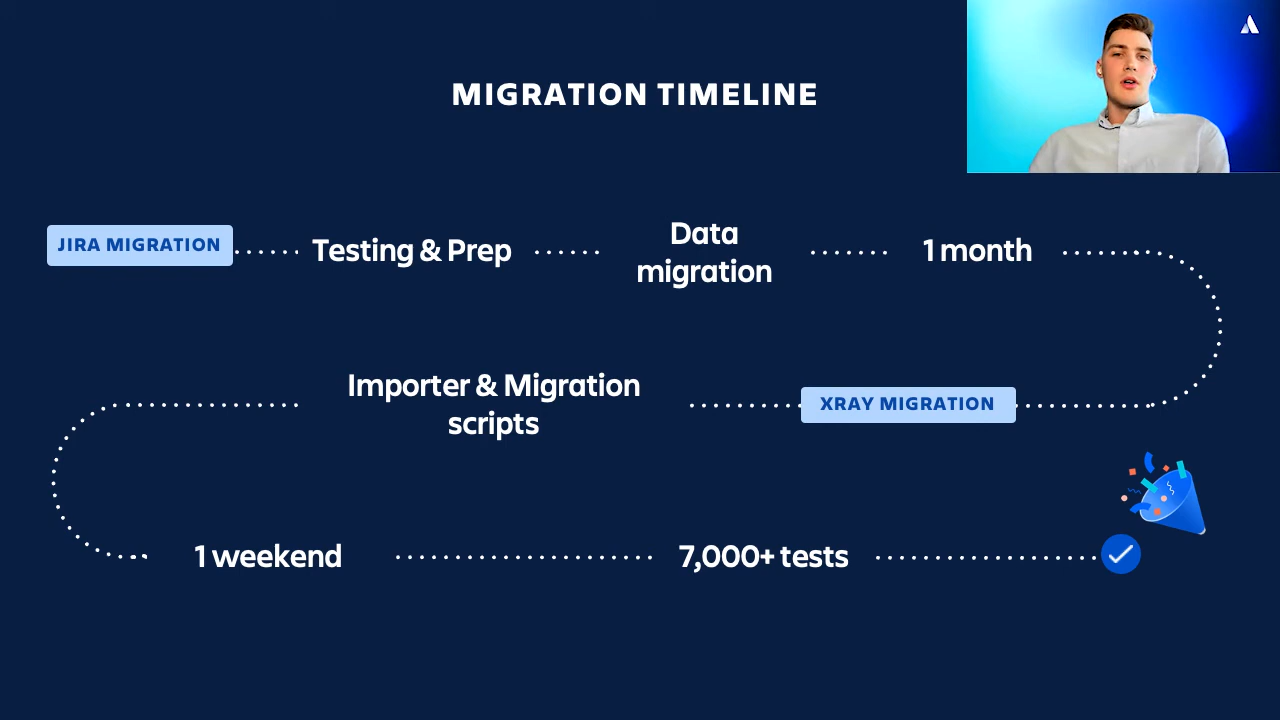 MIGRATION TIMELINE
JIRA MIGRATION
Testing & Prep
Data
migration
1 month
XRAY MIGRATION
Importer & Migration
scripts
1 weekend
7,000+ tests